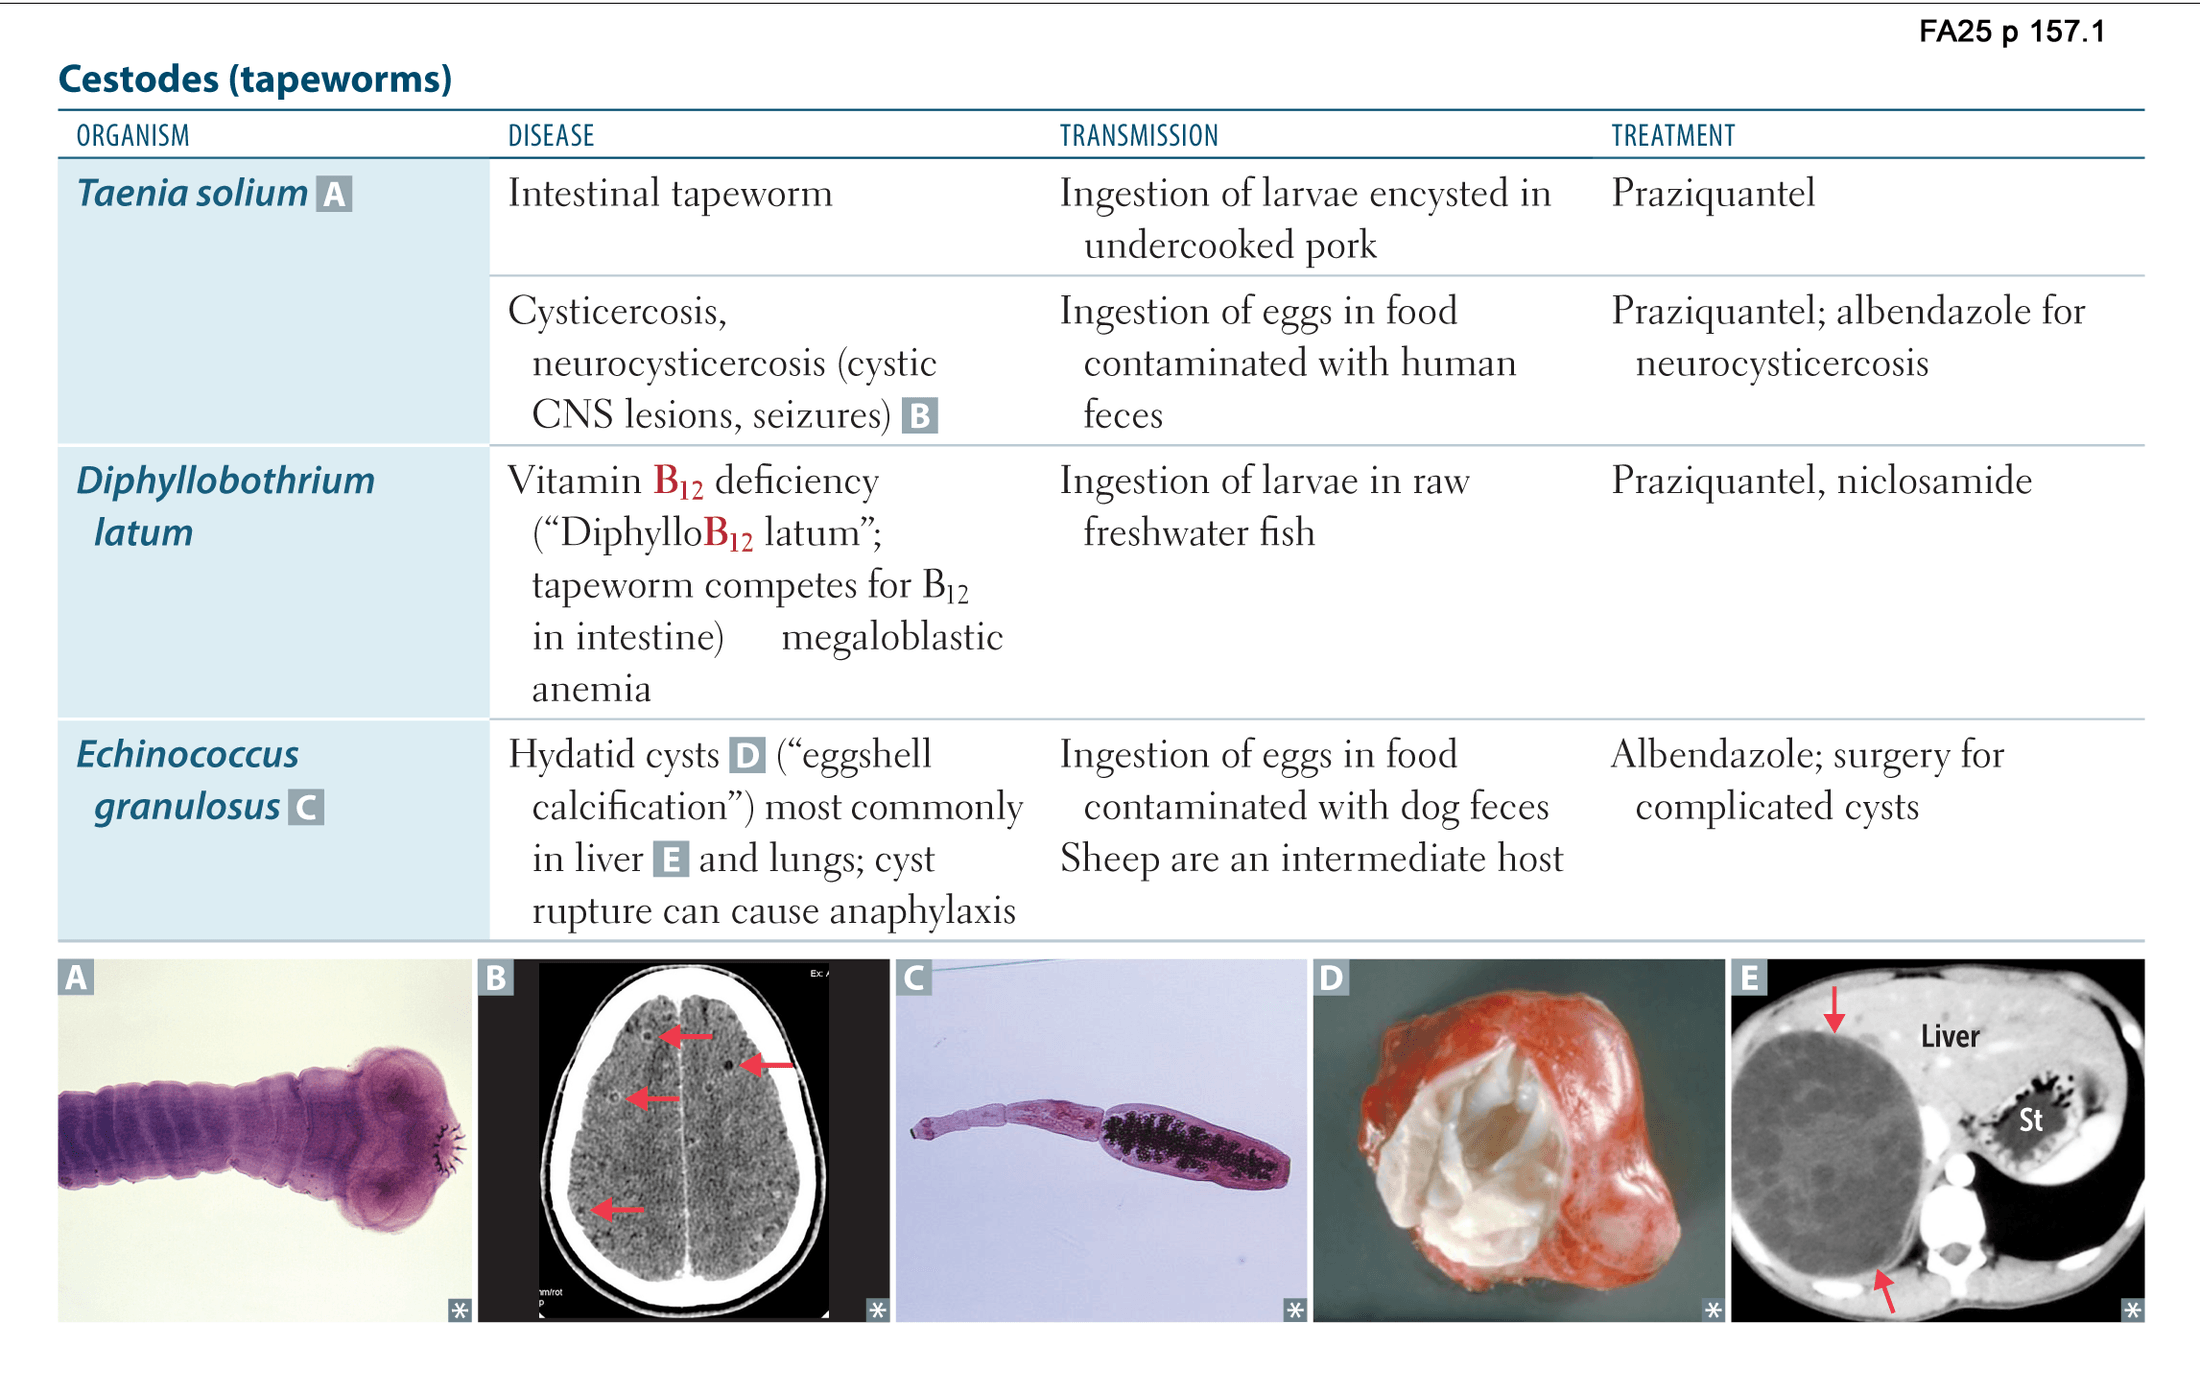 FA25 p 157.1
Cestodes (tapeworms)
ORGANISM DISEASE TRANSMISSION TREATMENT
Taenia solium A Intestinal tapeworm Ingestion of larvae encysted in Praziquantel
undercooked pork
Cysticercosis, Ingestion of eggs in food Praziquantel; albendazole for
neurocysticercosis (cystic contaminated with human neurocysticercosis
CNS lesions, seizures) B feces
Diphyllobothrium Vitamin B12 deficiency Ingestion of larvae in raw Praziquantel, niclosamide
latum (“DiphylloB12 latum”; freshwater fish
tapeworm competes for B12
in intestine) megaloblastic
anemia
Echinococcus Hydatid cysts D (“eggshell Ingestion of eggs in food Albendazole; surgery for
granulosus C calcification”) most commonly contaminated with dog feces complicated cysts
in liver E and lungs; cyst Sheep are an intermediate host
rupture can cause anaphylaxis
A B C D E
Ex:
Liver
St
mm/rot
* * * * *